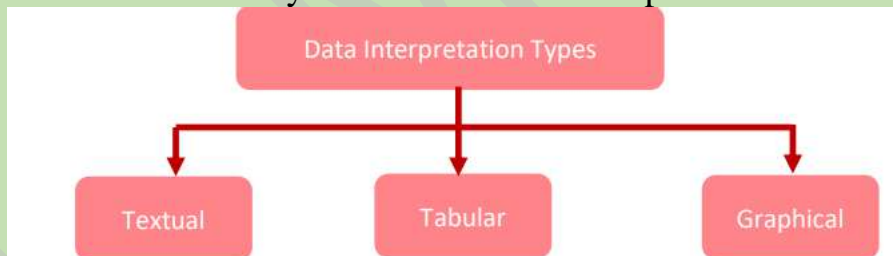 Data Interpretation Types
Textual
Tabular
Graphical